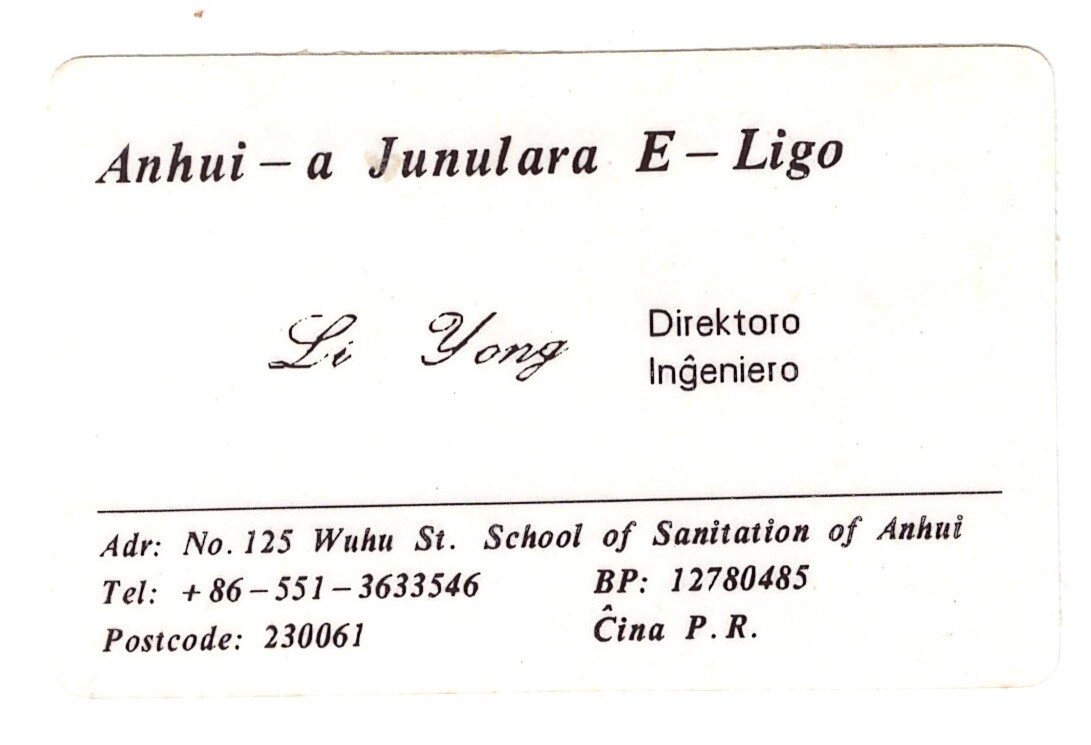 Anhui-a Junulara E-Ligo
Li Yong
Direktoro
Inĝeniero
Adr: No.125 Wuhu St. School of Sanitation of Anhui
Tel: +86-551-3633546 BP: 12780485
Postcode: 230061 Ĉina P.R.